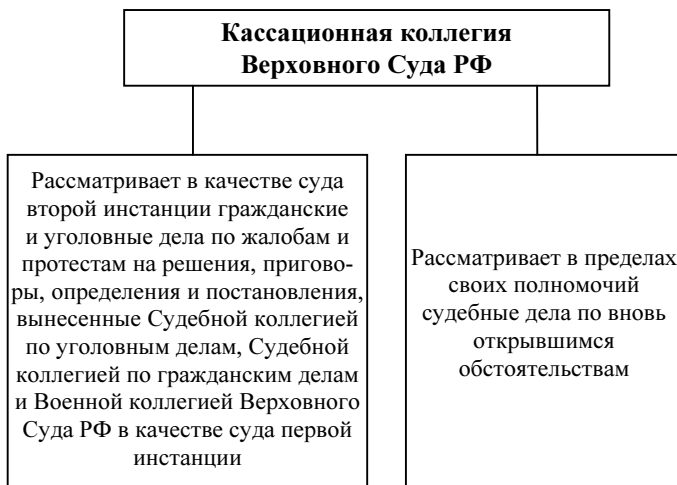 Кассационная коллегия
Верховного Суда РФ
Рассматривает в качестве суда
второй инстанции гражданские
и уголовные дела по жалобам и
протестам на решения, пригово-
ры, определения и постановления,
вынесенные Судебной коллегией
по уголовным делам, Судебной
коллегией по гражданским делам
и Военной коллегией Верховного
Суда РФ в качестве суда первой
инстанции
Рассматривает в пределах
своих полномочий
судебные дела по вновь
открывшимся
обстоятельствам